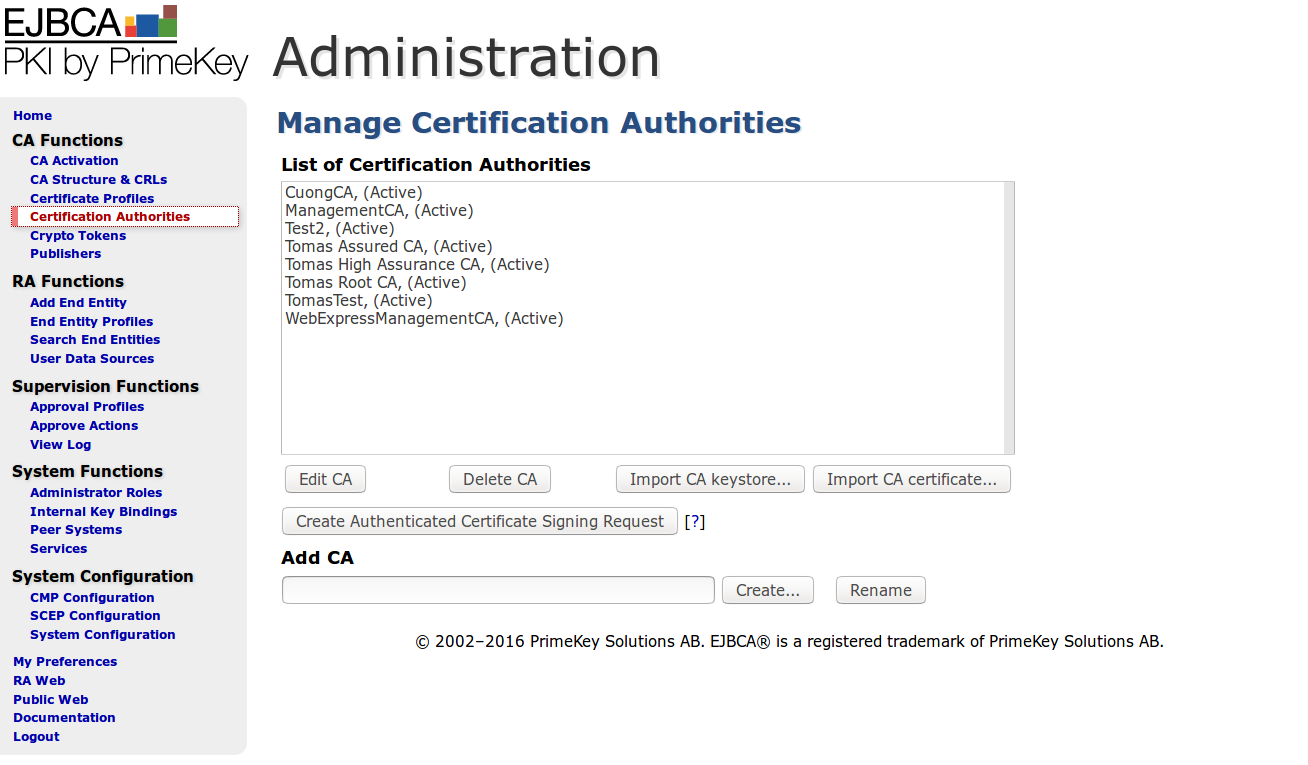 EJBCA
PKI by PrimeKey
Administration
Home
CA Functions
CA Activation
CA Structure & CRLs
Certificate Profiles
Certification Authorities
Crypto Tokens
Publishers
RA Functions
Add End Entity
End Entity Profiles
Search End Entities
User Data Sources
Supervision Functions
Approval Profiles
Approve Actions
View Log
System Functions
Administrator Roles
Internal Key Bindings
Peer Systems
Services
System Configuration
CMP Configuration
SCEP Configuration
System Configuration
My Preferences
RA Web
Public Web
Documentation
Logout
Manage Certification Authorities
List of Certification Authorities
CuongCA, (Active)
ManagementCA, (Active)
Test2, (Active)
Tomas Assured CA, (Active)
Tomas High Assurance CA, (Active)
Tomas Root CA, (Active)
TomasTest, (Active)
WebExpressManagementCA, (Active)
Edit CA Delete CA Import CA keystore... Import CA certificate...
Create Authenticated Certificate Signing Request [?]
Add CA
Create... Rename
© 2002–2016 PrimeKey Solutions AB. EJBCA® is a registered trademark of PrimeKey Solutions AB.